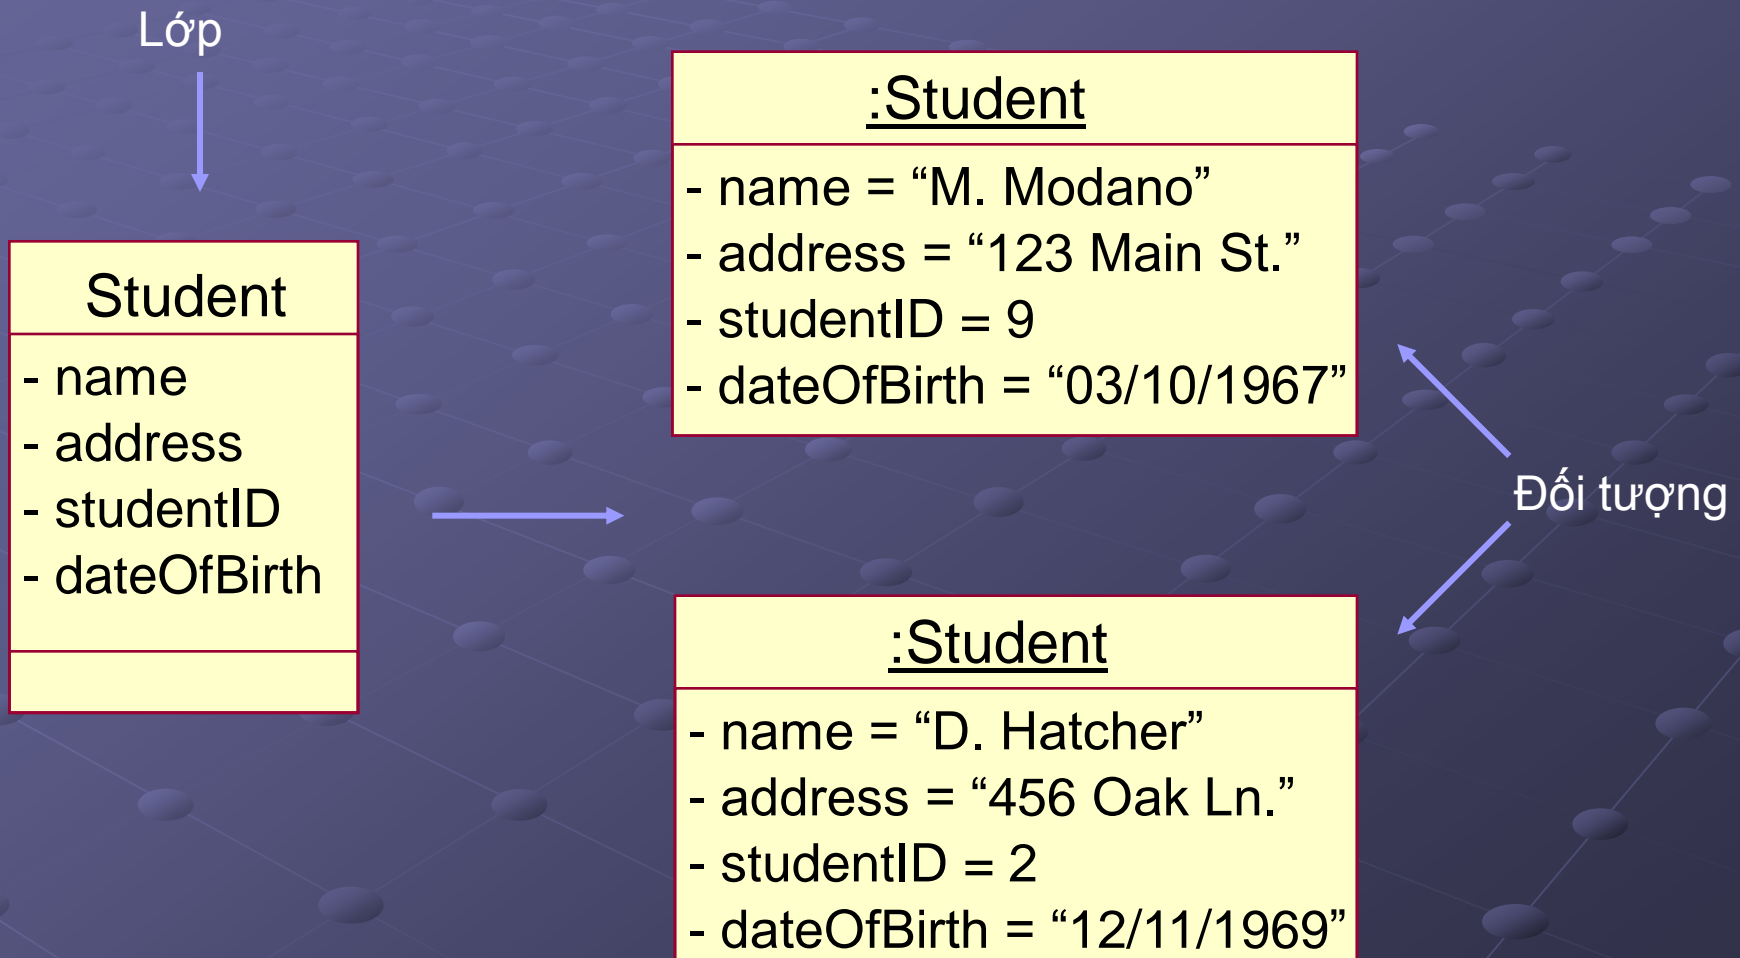 Lớp
Student
- name
- address
- studentID
- dateOfBirth
:Student
- name = “M. Modano”
- address = “123 Main St.”
- studentID = 9
- dateOfBirth = “03/10/1967”
Đối tượng
:Student
- name = “D. Hatcher”
- address = “456 Oak Ln.”
- studentID = 2
- dateOfBirth = “12/11/1969”